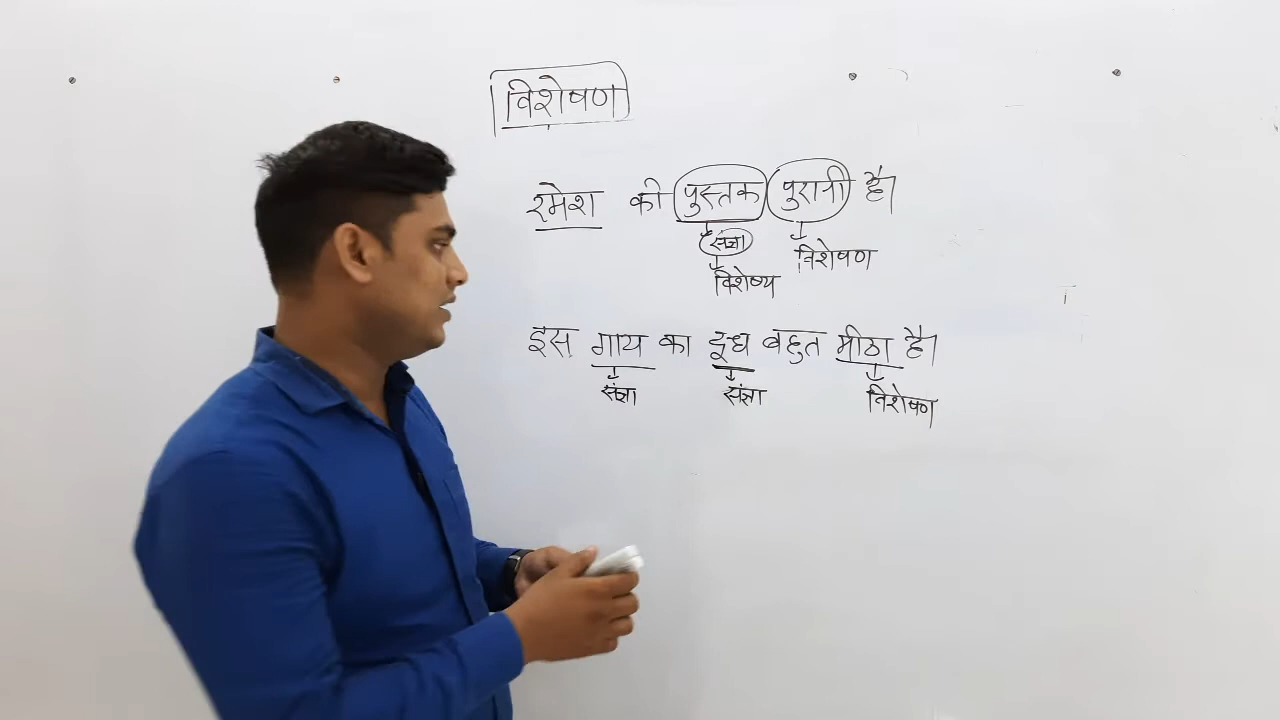 विशेषण
रमेश की पुस्तक पुरानी है।
संज्ञा विशेषण
विशेष्य
इस गाय का दूध बहुत मीठा है।
संज्ञा संज्ञा विशेषण